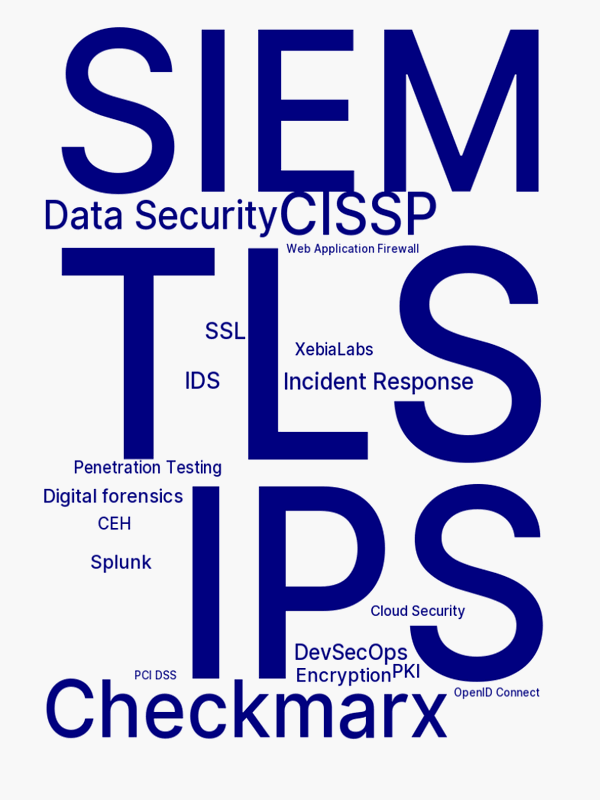 SIEM
Data Security
CISSP
Web Application Firewall
TLS
SSL
XebiaLabs
IDS
Incident Response
Penetration Testing
Digital forensics
IPS
CEH
Splunk
Cloud Security
DevSecOps
Encryption
PKI
PCI DSS
OpenID Connect
Checkmarx